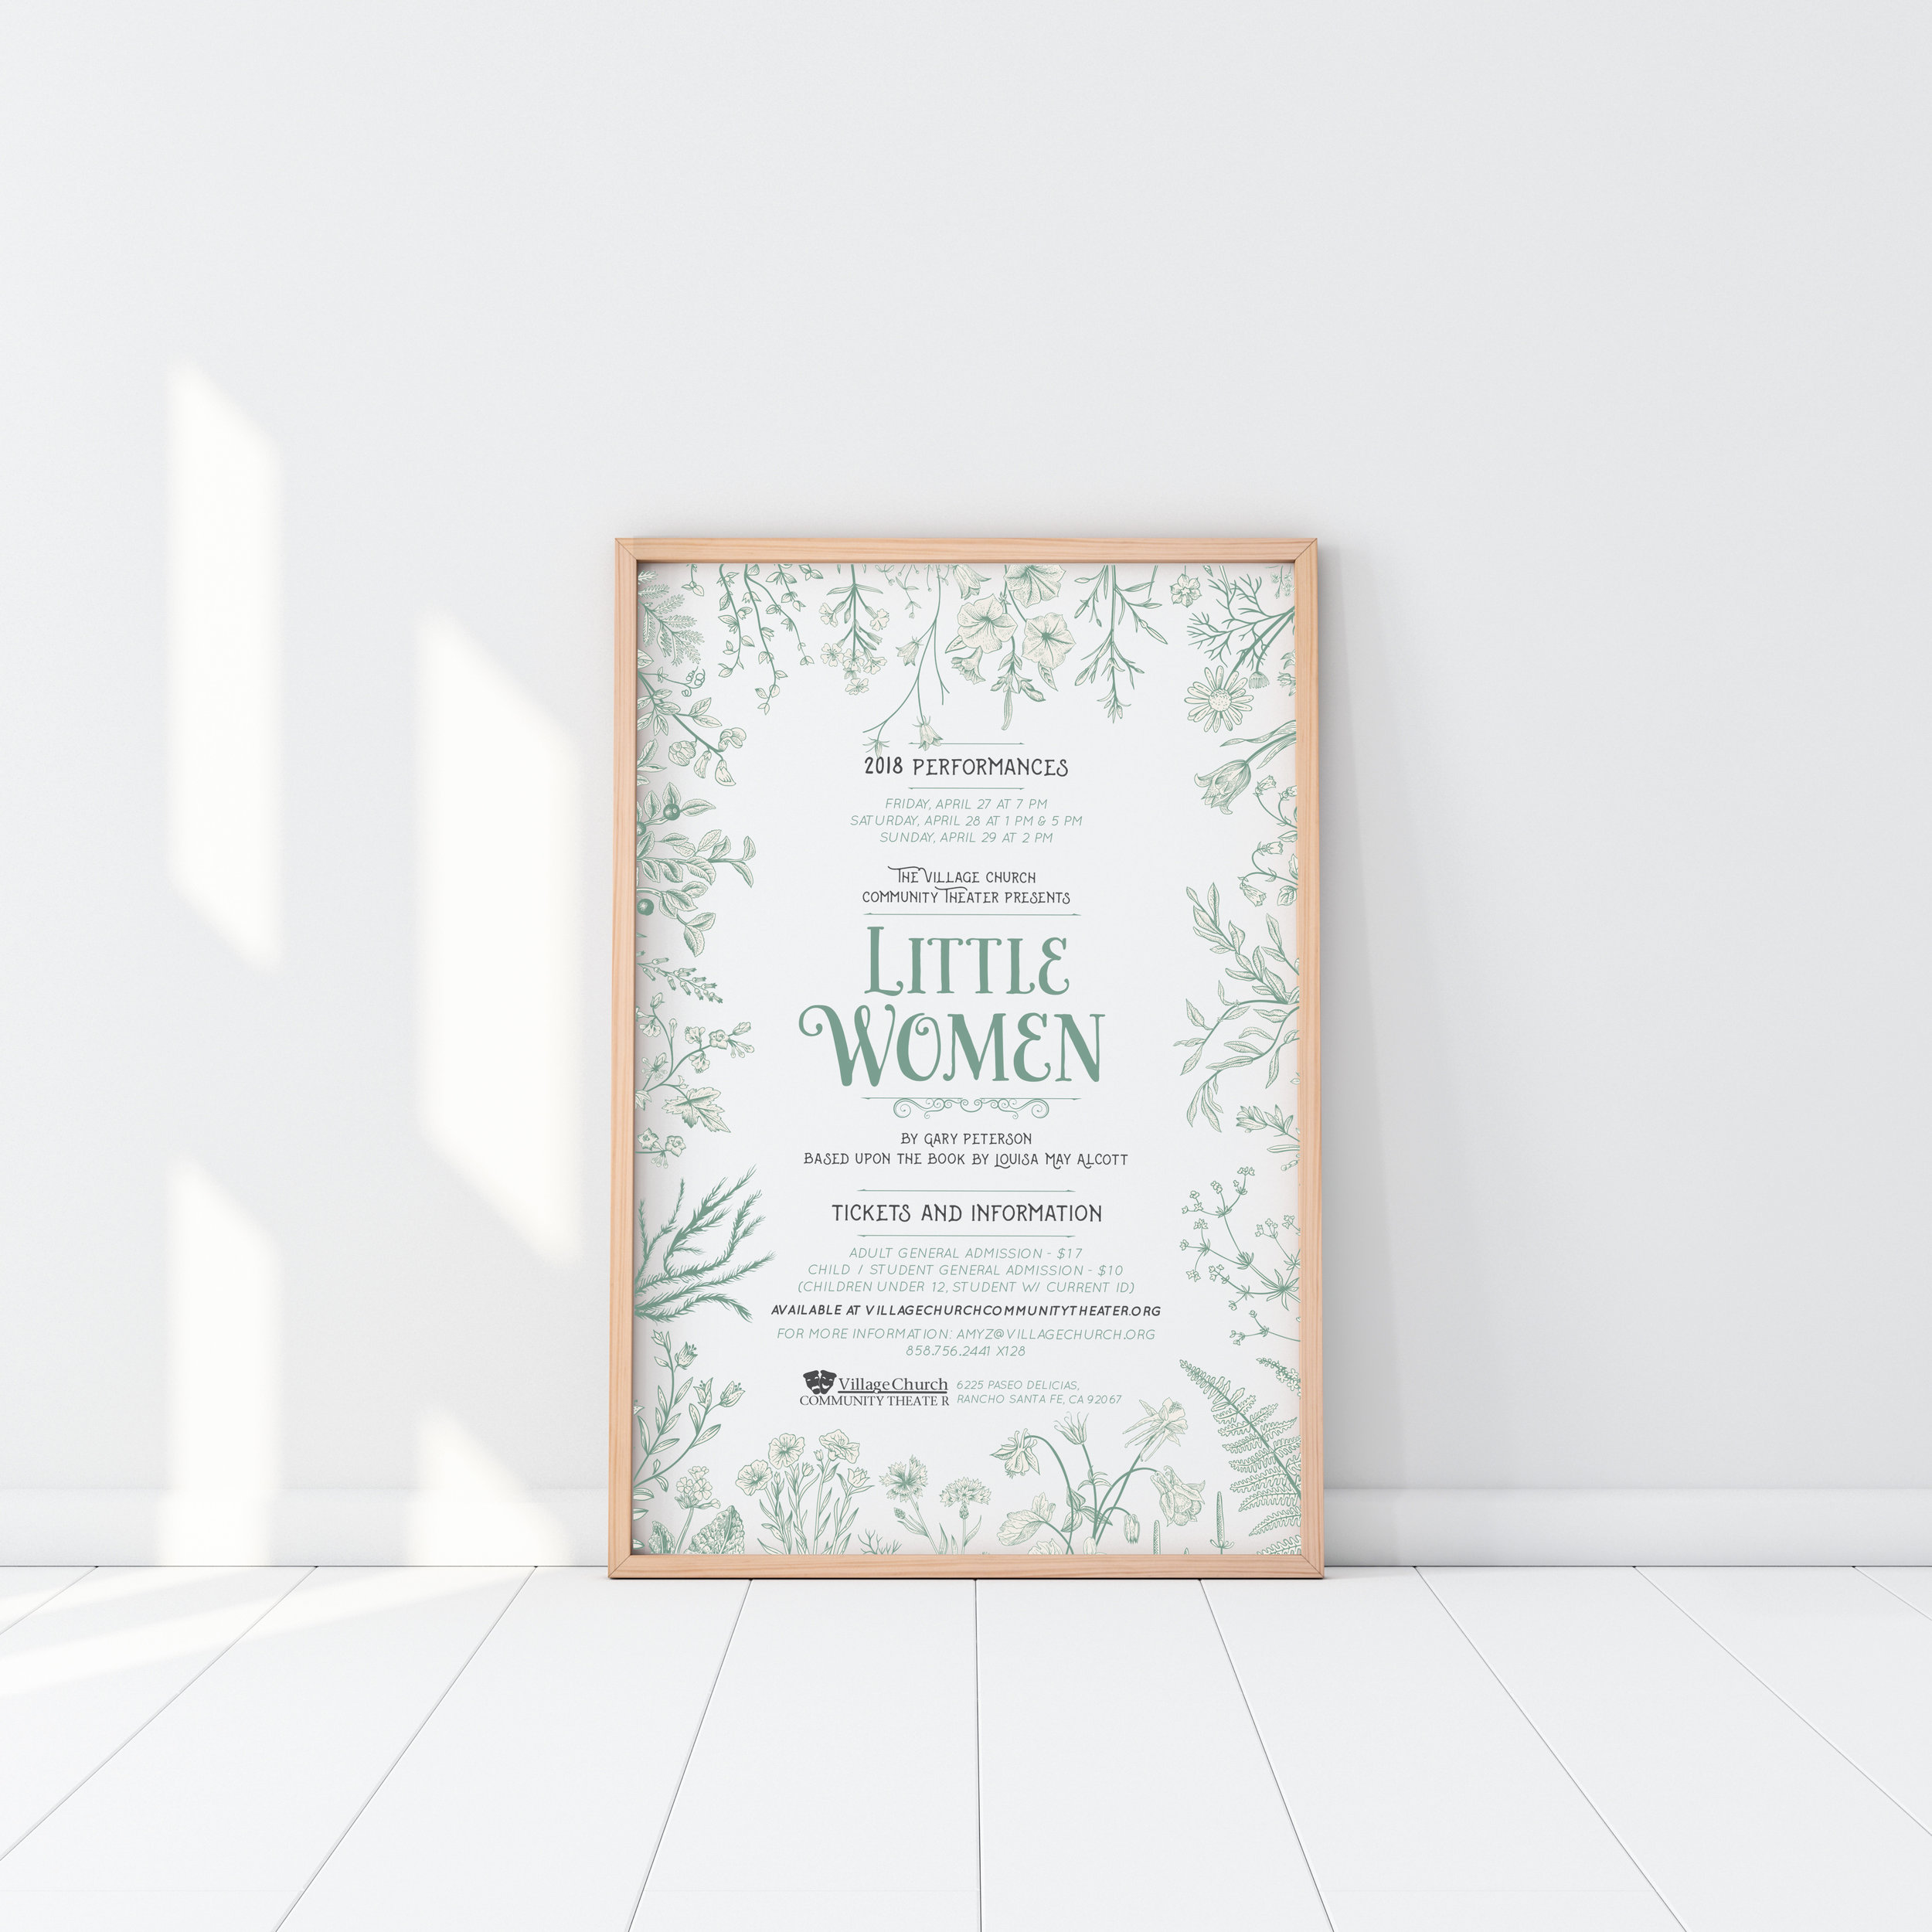 2018 PERFORMANCES
FRIDAY, APRIL 27 AT 7 PM
SATURDAY, APRIL 28 AT 1 PM & 5 PM
SUNDAY, APRIL 29 AT 2 PM
THE VILLAGE CHURCH
COMMUNITY THEATER PRESENTS
LITTLE
WOMEN
BY GARY PETERSON
BASED UPON THE BOOK BY LOUISA MAY ALCOTT
TICKETS AND INFORMATION
ADULT GENERAL ADMISSION - $17
CHILD / STUDENT GENERAL ADMISSION - $10
(CHILDREN UNDER 12, STUDENT W/ CURRENT ID)
AVAILABLE AT VILLAGECHURCHCOMMUNITYTHEATER.ORG
FOR MORE INFORMATION: AMYZ@VILLAGECHURCH.ORG
858.756.2441 X128
Village Church
COMMUNITY THEATER
6225 PASEO DELICIAS,
RANCHO SANTA FE, CA 92067